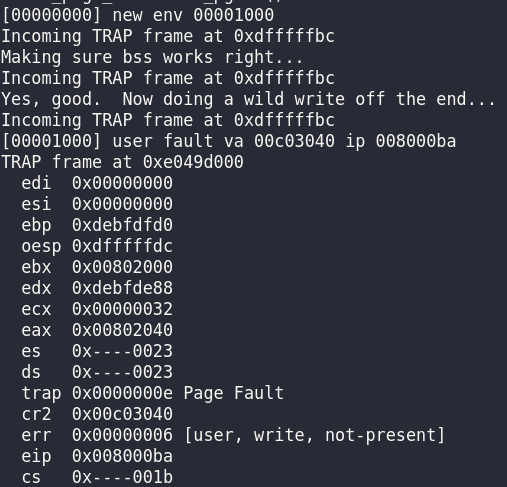 [00000000] new env 00001000
Incoming TRAP frame at 0xdfffffbc
Making sure bss works right...
Incoming TRAP frame at 0xdfffffbc
Yes, good.  Now doing a wild write off the end...
Incoming TRAP frame at 0xdfffffbc
[00001000] user fault va 00c03040 ip 008000ba
TRAP frame at 0xe049d000
  edi  0x00000000
  esi  0x00000000
  ebp  0xdebfdfd0
  oesp 0xdfffffdc
  ebx  0x00802000
  edx  0xdebfde88
  ecx  0x00000032
  eax  0x00802040
  es   0x----0023
  ds   0x----0023
  trap 0x0000000e Page Fault
  cr2  0x00c03040
  err  0x00000006 [user, write, not-present]
  eip  0x008000ba
  cs   0x----001b